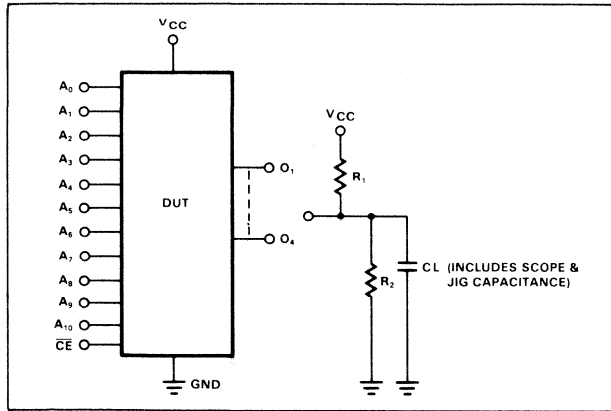 VCC
A0
A1
A2
A3
A4
A5
A6
A7
A8
A9
A10
CE
DUT
O1
O4
GND
VCC
R1
R2
CL (INCLUDES SCOPE &
JIG CAPACITANCE)